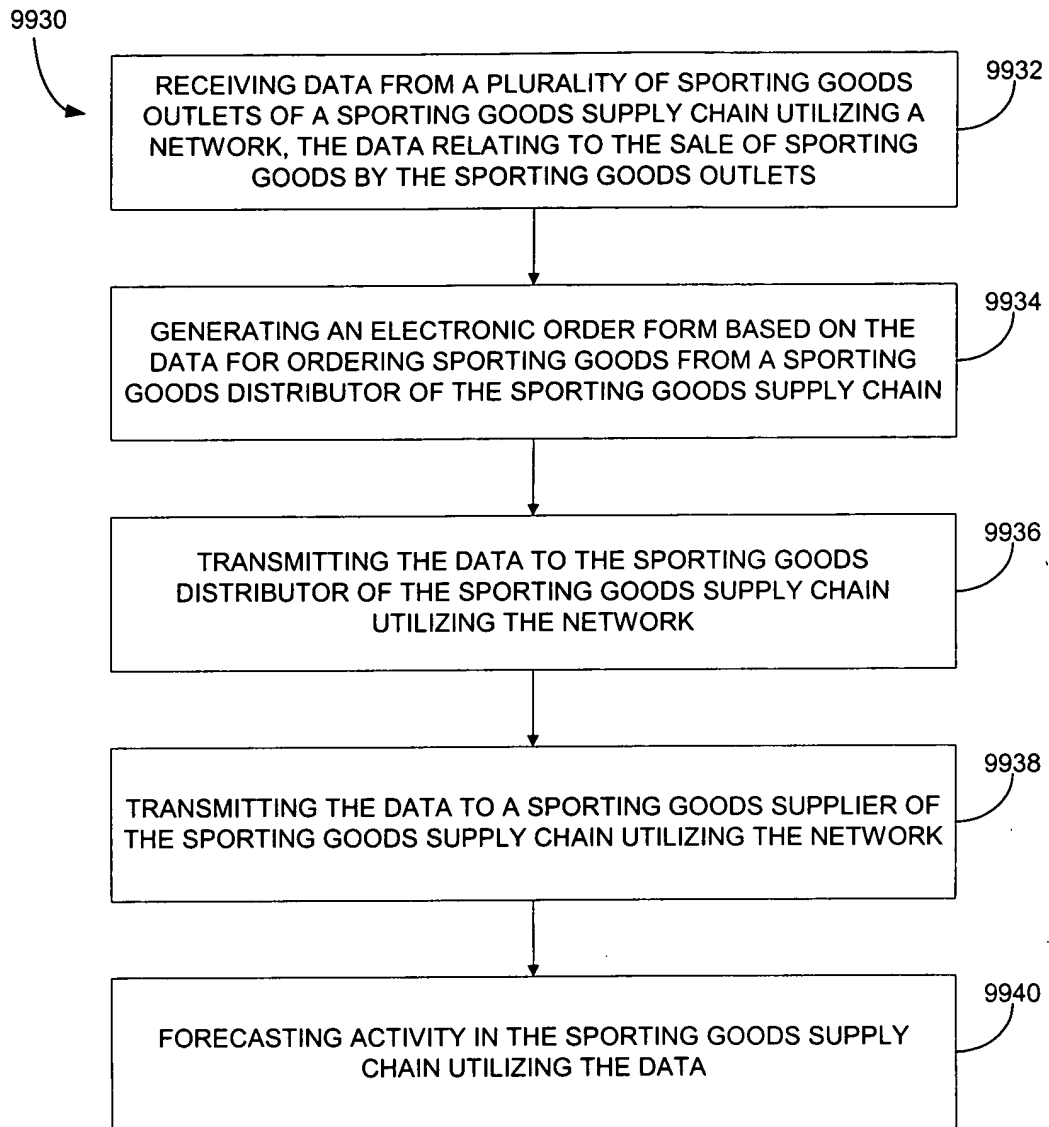 9930
RECEIVING DATA FROM A PLURALITY OF SPORTING GOODS
OUTLETS OF A SPORTING GOODS SUPPLY CHAIN UTILIZING A
NETWORK, THE DATA RELATING TO THE SALE OF SPORTING
GOODS BY THE SPORTING GOODS OUTLETS
9932
GENERATING AN ELECTRONIC ORDER FORM BASED ON THE
DATA FOR ORDERING SPORTING GOODS FROM A SPORTING
GOODS DISTRIBUTOR OF THE SPORTING GOODS SUPPLY CHAIN
9934
TRANSMITTING THE DATA TO THE SPORTING GOODS
DISTRIBUTOR OF THE SPORTING GOODS SUPPLY CHAIN
UTILIZING THE NETWORK
9936
TRANSMITTING THE DATA TO A SPORTING GOODS SUPPLIER OF
THE SPORTING GOODS SUPPLY CHAIN UTILIZING THE NETWORK
9938
FORECASTING ACTIVITY IN THE SPORTING GOODS SUPPLY
CHAIN UTILIZING THE DATA
9940